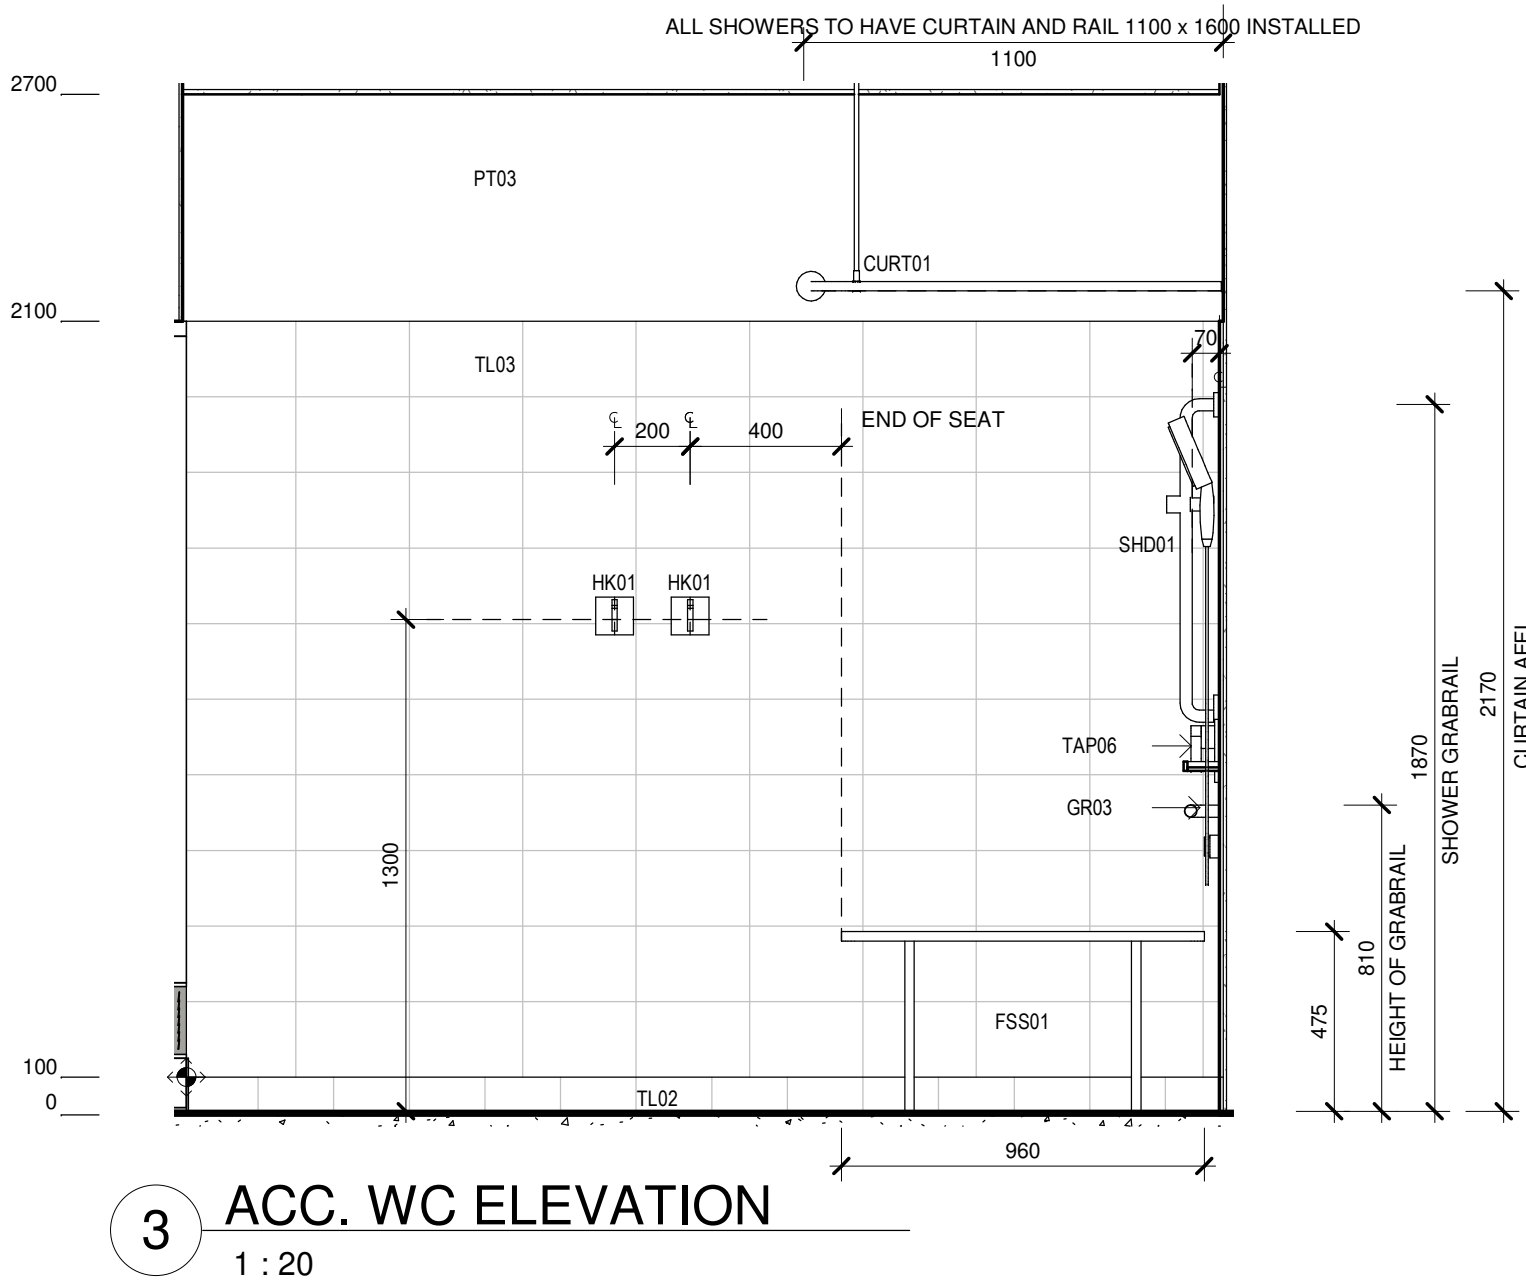 ALL SHOWERS TO HAVE CURTAIN AND RAIL 1100 x 1600 INSTALLED
1100
2700
PT03
CURT01
2100
70
TL03
END OF SEAT
℄ ℄
200 400
SHD01
HK01 HK01
TAP06
GR03
1300
2170
CURTAIN AFFL
1870
SHOWER GRABRAIL
810
HEIGHT OF GRABRAIL
475
FSS01
100
0
TL02
960
3
ACC. WC ELEVATION
1 : 20